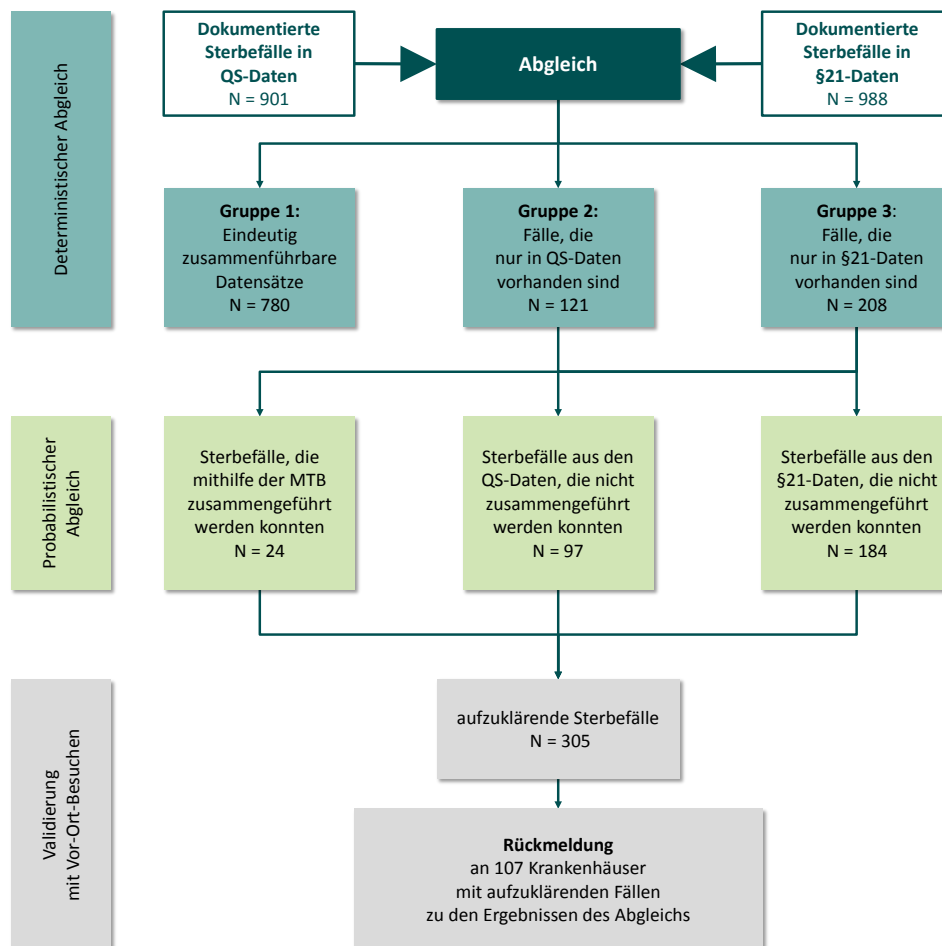 Deterministischer Abgleich
Dokumentierte
Sterbefälle in
QS-Daten
N = 901
Abgleich
Dokumentierte
Sterbefälle in
§21-Daten
N = 988
Gruppe 1:
Eindeutig
zusammenführbare
Datensätze
N = 780
Gruppe 2:
Fälle, die
nur in QS-Daten
vorhanden sind
N = 121
Gruppe 3:
Fälle, die
nur in §21-Daten
vorhanden sind
N = 208
Probabilistischer
Abgleich
Sterbefälle, die
mithilfe der MTB
zusammengeführt
werden konnten
N = 24
Sterbefälle aus den
QS-Daten, die nicht
zusammengeführt
werden konnten
N = 97
Sterbefälle aus den
§21-Daten, die nicht
zusammengeführt
werden konnten
N = 184
Validierung
mit Vor-Ort-Besuchen
aufzuklärende Sterbefälle
N = 305
Rückmeldung
an 107 Krankenhäuser
mit aufzuklärenden Fällen
zu den Ergebnissen des Abgleichs